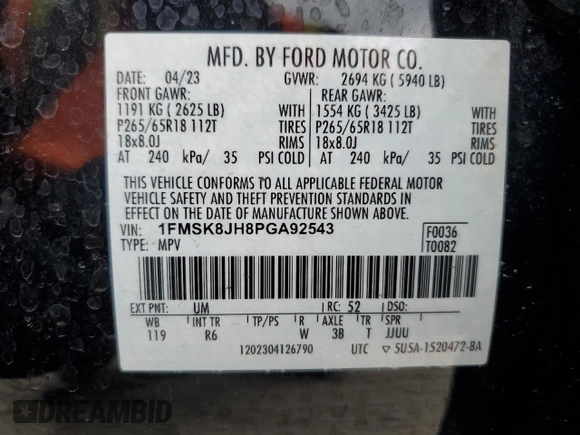 MFD. BY FORD MOTOR CO.
DATE: 04/23 GVWR: 2694 KG ( 5940 LB)
FRONT GAWR: REAR GAWR:
1191 KG ( 2625 LB) WITH 1554 KG ( 3425 LB) WITH
P265/65R18 112T TIRES P265/65R18 112T TIRES
18x8.0J RIMS 18x8.0J RIMS
AT 240 kPa/ 35 PSI COLD AT 240 kPa/ 35 PSI COLD
THIS VEHICLE CONFORMS TO ALL APPLICABLE FEDERAL MOTOR
VEHICLE SAFETY AND THEFT PREVENTION STANDARDS IN
EFFECT ON THE DATE OF MANUFACTURE SHOWN ABOVE.
VIN: 1FMSK8JH8PGA92543 F0036
TYPE: MPV T0082
EXT PNT: UM RC: 52 DSO:
WB INT TR TP/PS R AXLE TR SPR
119 R6 W 3B T JJUU
1202304126790 UTC ▽5U5A-1520472-BA
DREAMBID